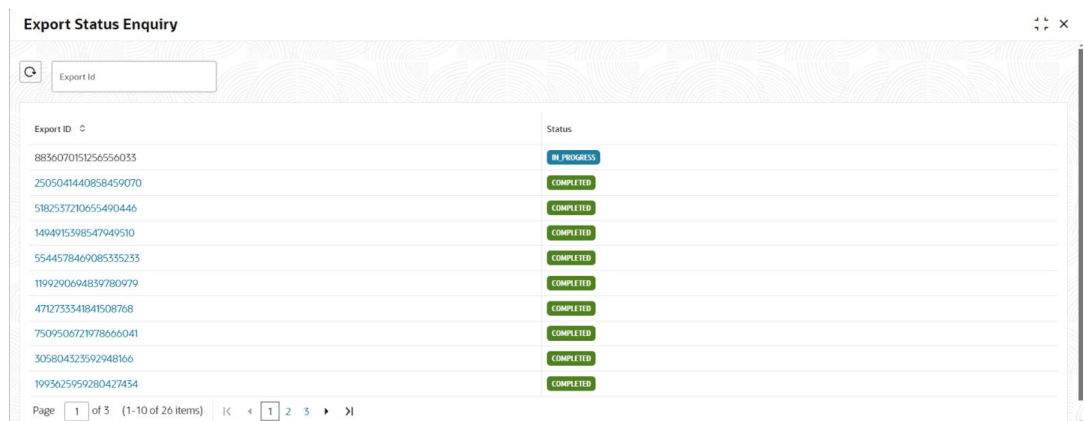 Export Status Enquiry
Export Id
Export ID Status
8836070151256556033 IN_PROGRESS
2505041440858459070 COMPLETED
5182537210655490446 COMPLETED
1494915398547949510 COMPLETED
5544578469085335233 COMPLETED
1199290694839780979 COMPLETED
4712733341841508768 COMPLETED
7509506721978666041 COMPLETED
305804323592948166 COMPLETED
1993625959280427434 COMPLETED
Page 1 of 3 (1-10 of 26 items) 1 2 3